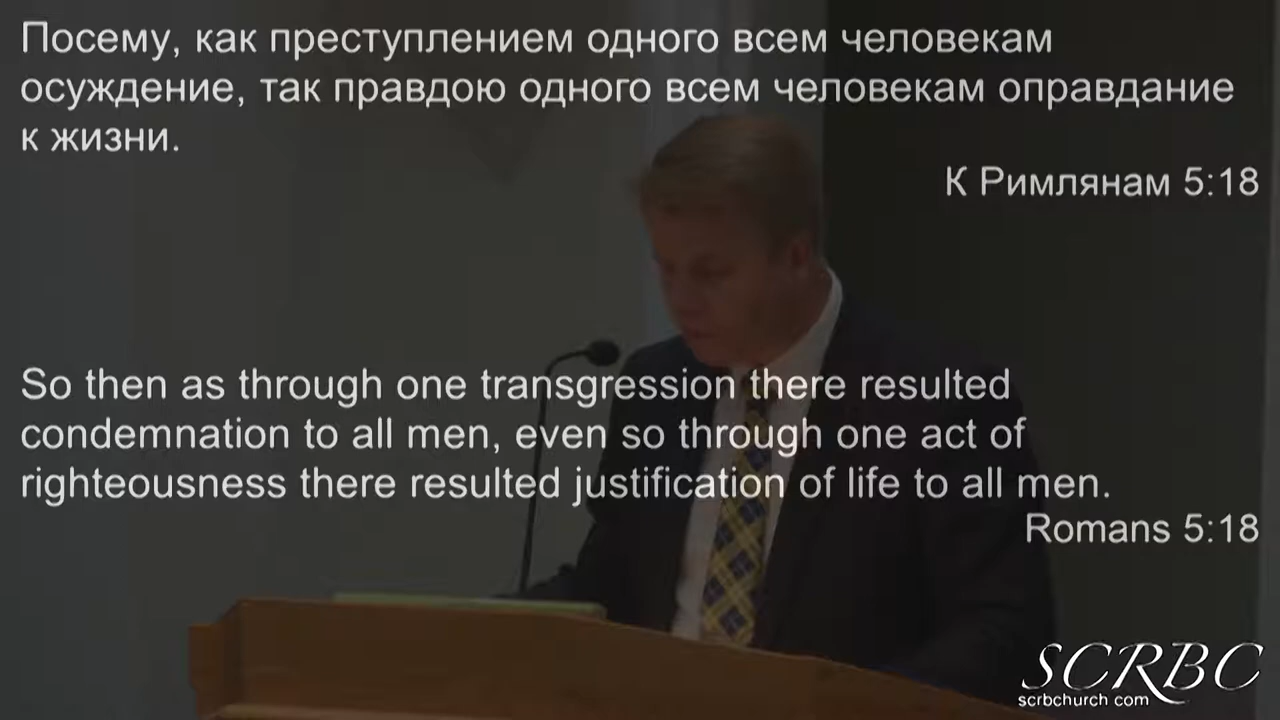 Посему, как преступлением одного всем человекам
осуждение, так правдою одного всем человекам оправдание
к жизни.
К Римлянам 5:18
So then as through one transgression there resulted
condemnation to all men, even so through one act of
righteousness there resulted justification of life to all men.
Romans 5:18
SCRBC
scrbchurch com